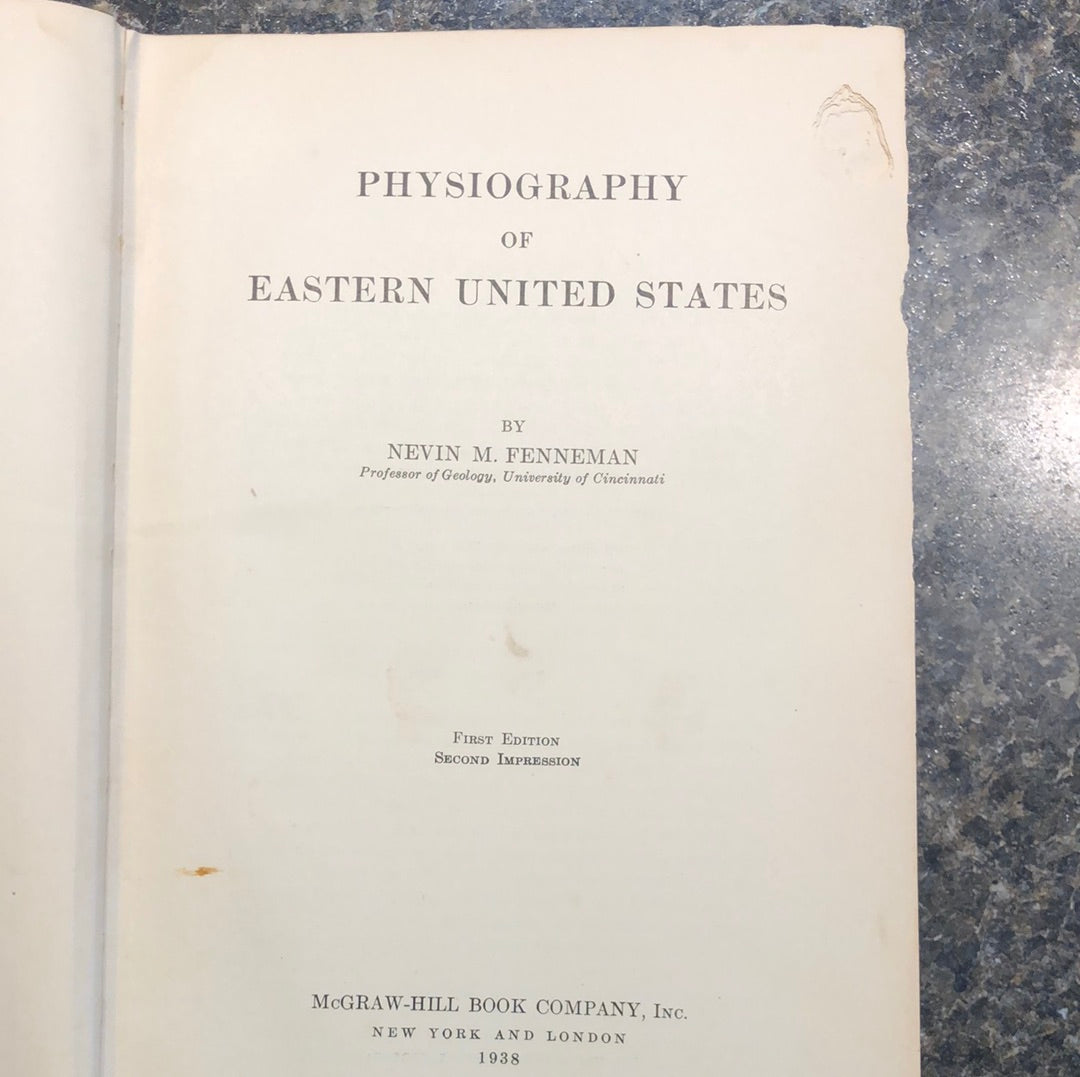 PHYSIOGRAPHY
OF
EASTERN UNITED STATES
BY
NEVIN M. FENNEMAN
Professor of Geology, University of Cincinnati
First Edition
Second Impression
McGRAW-HILL BOOK COMPANY, Inc.
NEW YORK AND LONDON
1938